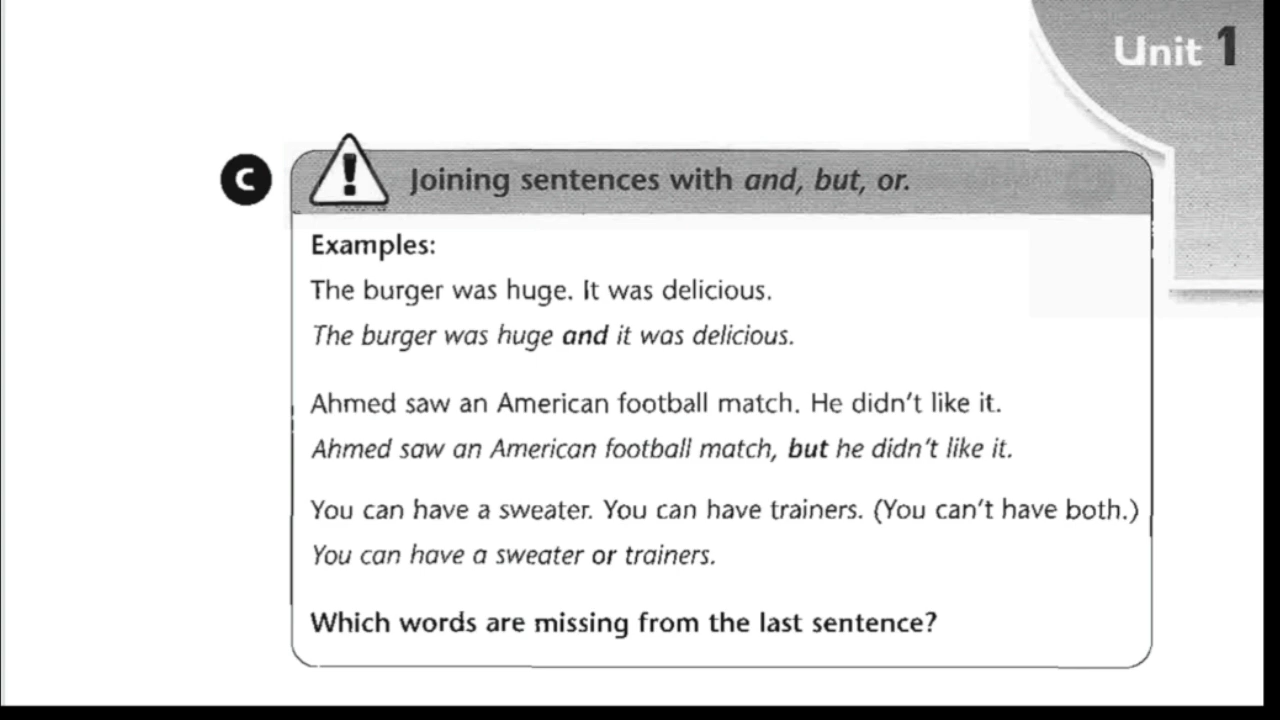 Unit 1
C
! Joining sentences with and, but, or.
Examples:
The burger was huge. It was delicious.
The burger was huge and it was delicious.
Ahmed saw an American football match. He didn't like it.
Ahmed saw an American football match, but he didn't like it.
You can have a sweater. You can have trainers. (You can't have both.)
You can have a sweater or trainers.
Which words are missing from the last sentence?